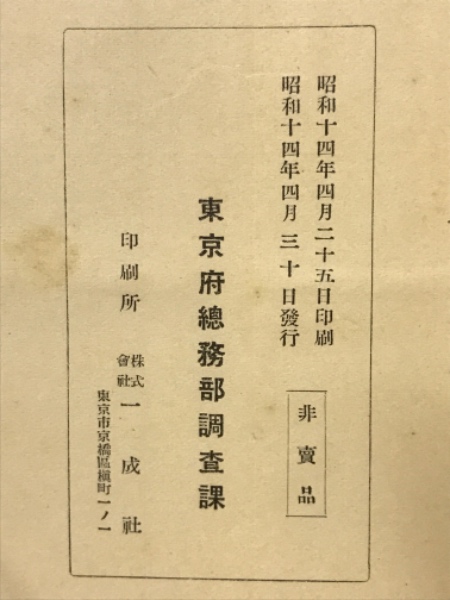 昭和十四年四月二十五日印刷
昭和十四年四月三十日發行
非賣品
東京府總務部調査課
印刷所 株式會社一成社
東京市京橋區槇町一ノ一